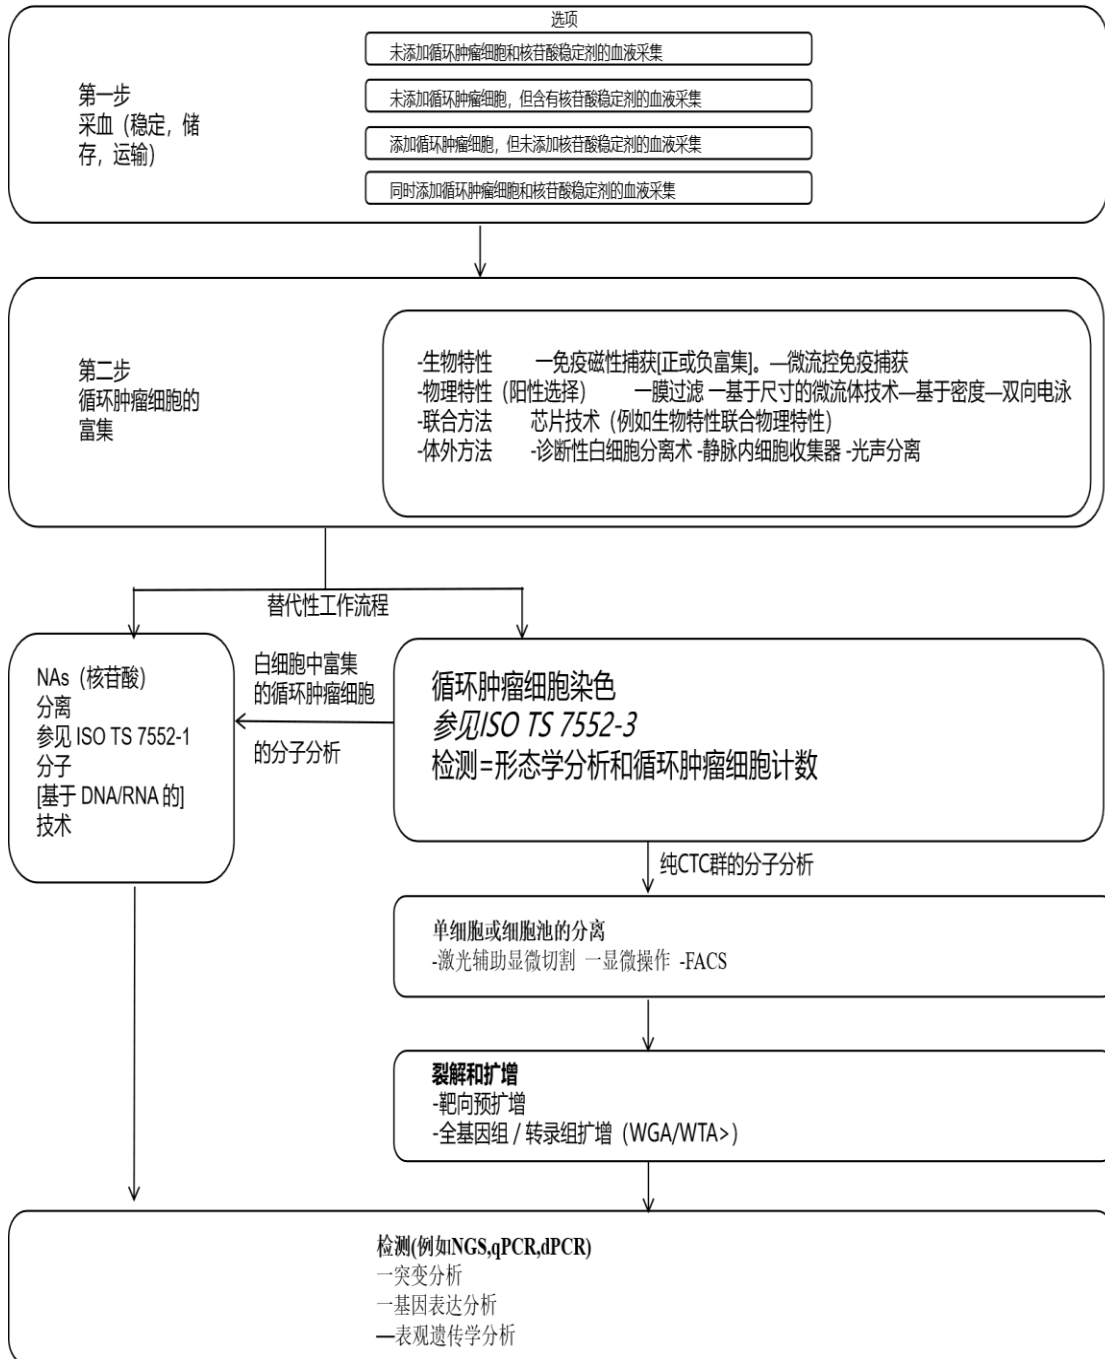 选项
未添加循环肿瘤细胞和核苷酸稳定剂的血液采集
未添加循环肿瘤细胞，但含有核苷酸稳定剂的血液采集
添加循环肿瘤细胞，但未添加核苷酸稳定剂的血液采集
同时添加循环肿瘤细胞和核苷酸稳定剂的血液采集
第一步
采血（稳定，储
存，运输）
第二步
循环肿瘤细胞的
富集
-生物特性 一免疫磁性捕获[正或负富集]。—微流控免疫捕获
-物理特性（阳性选择） 一膜过滤 一基于尺寸的微流体技术—基于密度—双向电泳
-联合方法 芯片技术（例如生物特性联合物理特性）
-体外方法 -诊断性白细胞分离术 -静脉内细胞收集器 -光声分离
替代性工作流程
NAs（核苷酸）
分离
参见 ISO TS 7552-1
分子
[基于 DNA/RNA 的]
技术
白细胞中富集
的循环肿瘤细胞
的分子分析
循环肿瘤细胞染色
参见ISO TS 7552-3
检测=形态学分析和循环肿瘤细胞计数
纯CTC群的分子分析
单细胞或细胞池的分离
-激光辅助显微切割 一显微操作 -FACS
裂解和扩增
-靶向预扩增
-全基因组 / 转录组扩增（WGA/WTA>）
检测(例如NGS,qPCR,dPCR)
一突变分析
一基因表达分析
—表观遗传学分析